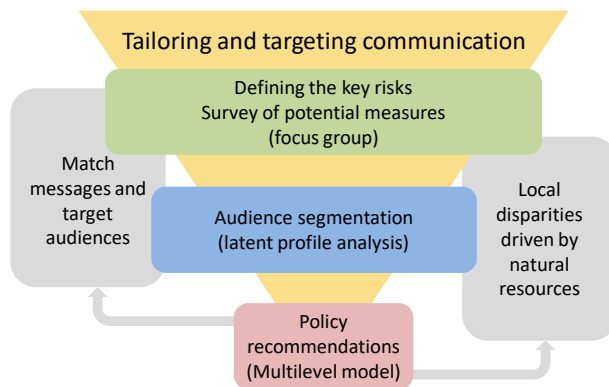 Tailoring and targeting communication
Defining the key risks
Survey of potential measures
(focus group)
Match
messages and
target
audiences
Local
disparities
driven by
natural
resources
Audience segmentation
(latent profile analysis)
Policy
recommendations
(Multilevel model)